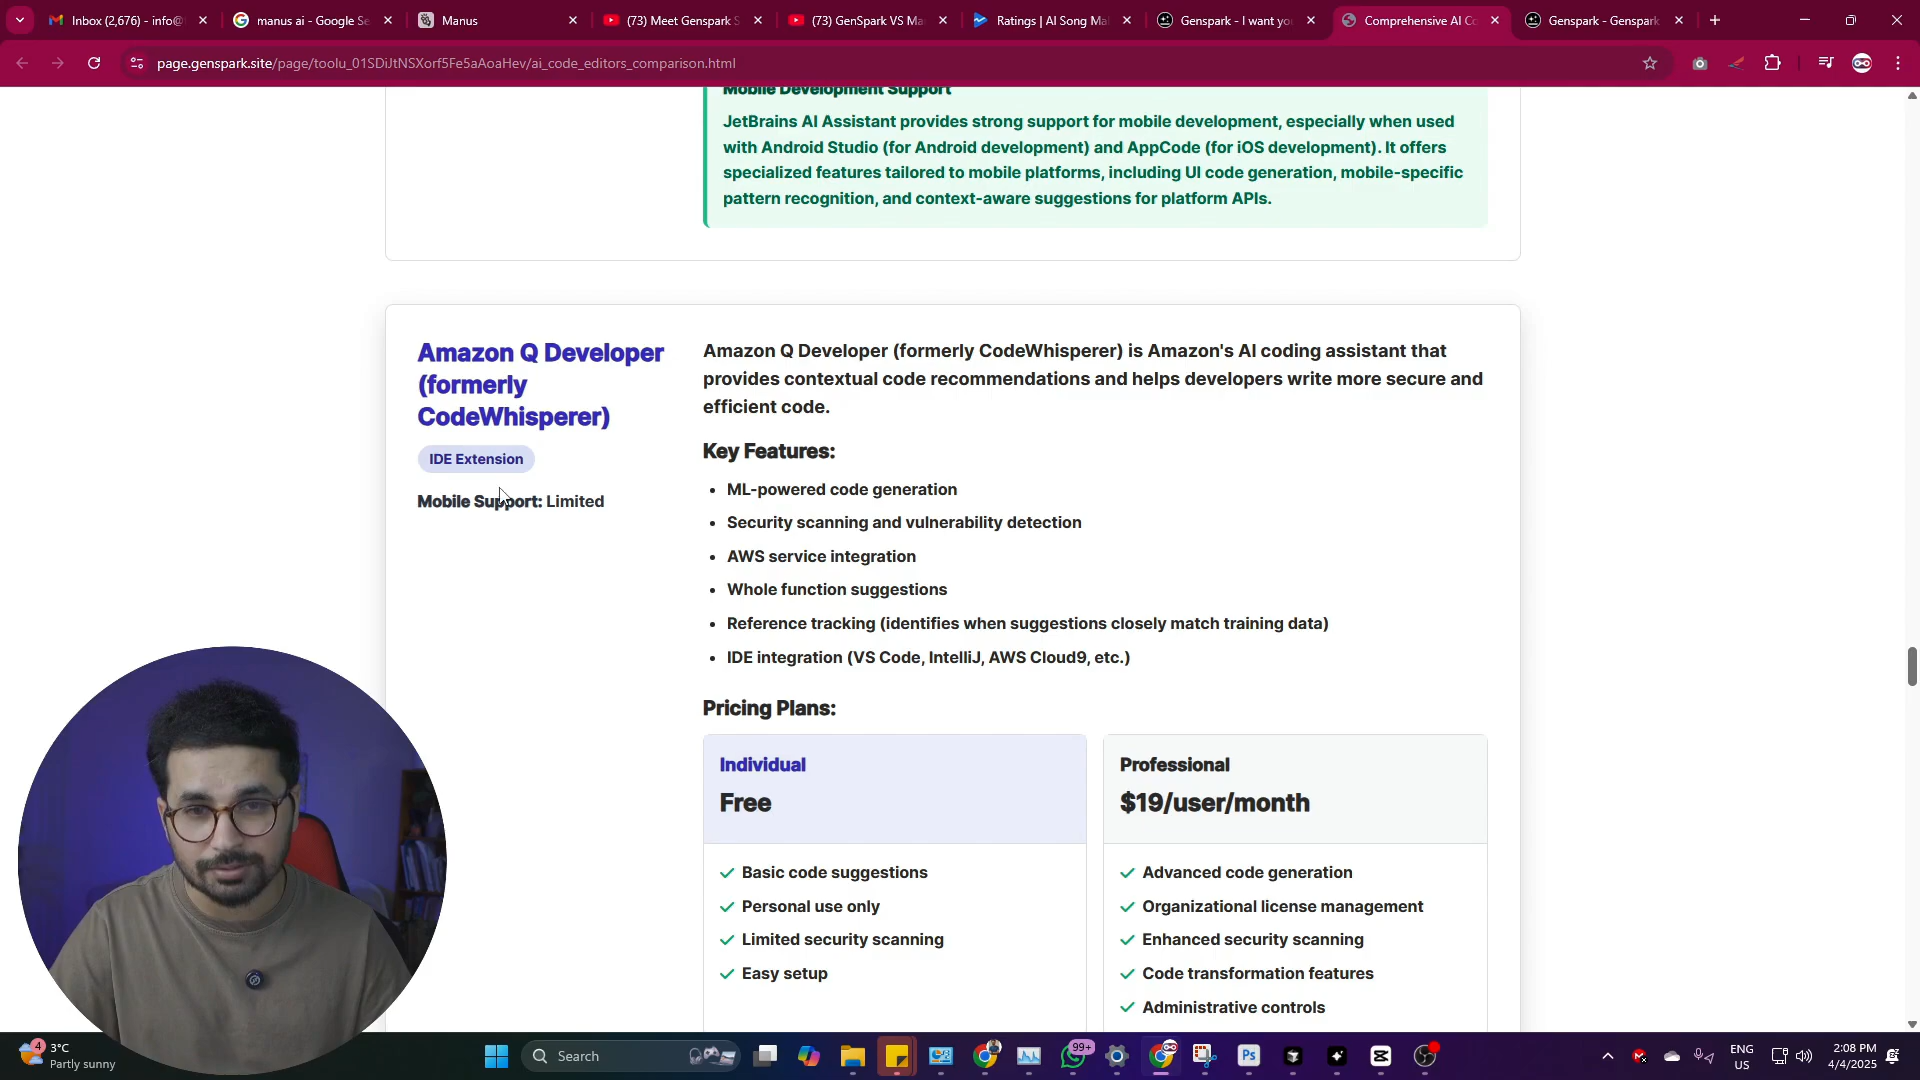 Inbox (2,676) - info@
manus ai - Google Se
Manus
(73) Meet Genspark S
(73) GenSpark VS Ma
Ratings | AI Song Ma
Genspark - I want yo
Comprehensive AI Co
Genspark - Genspark
page.genspark.site/page/toolu_01SDiJtNSXorf5Fe5aAoaHev/ai_code_editors_comparison.html
Mobile Development Support
JetBrains AI Assistant provides strong support for mobile development, especially when used
with Android Studio (for Android development) and AppCode (for iOS development). It offers
specialized features tailored to mobile platforms, including UI code generation, mobile-specific
pattern recognition, and context-aware suggestions for platform APIs.
Amazon Q Developer
(formerly
CodeWhisperer)
IDE Extension
Mobile Support: Limited
Amazon Q Developer (formerly CodeWhisperer) is Amazon's AI coding assistant that
provides contextual code recommendations and helps developers write more secure and
efficient code.
Key Features:
• ML-powered code generation
• Security scanning and vulnerability detection
• AWS service integration
• Whole function suggestions
• Reference tracking (identifies when suggestions closely match training data)
• IDE integration (VS Code, IntelliJ, AWS Cloud9, etc.)
Pricing Plans:
Individual
Free
Basic code suggestions
Personal use only
Limited security scanning
Easy setup
Professional
$19/user/month
Advanced code generation
Organizational license management
Enhanced security scanning
Code transformation features
Administrative controls
4
3°C
Partly sunny
Search
99+
Ps
ENG
US
2:08 PM
4/4/2025